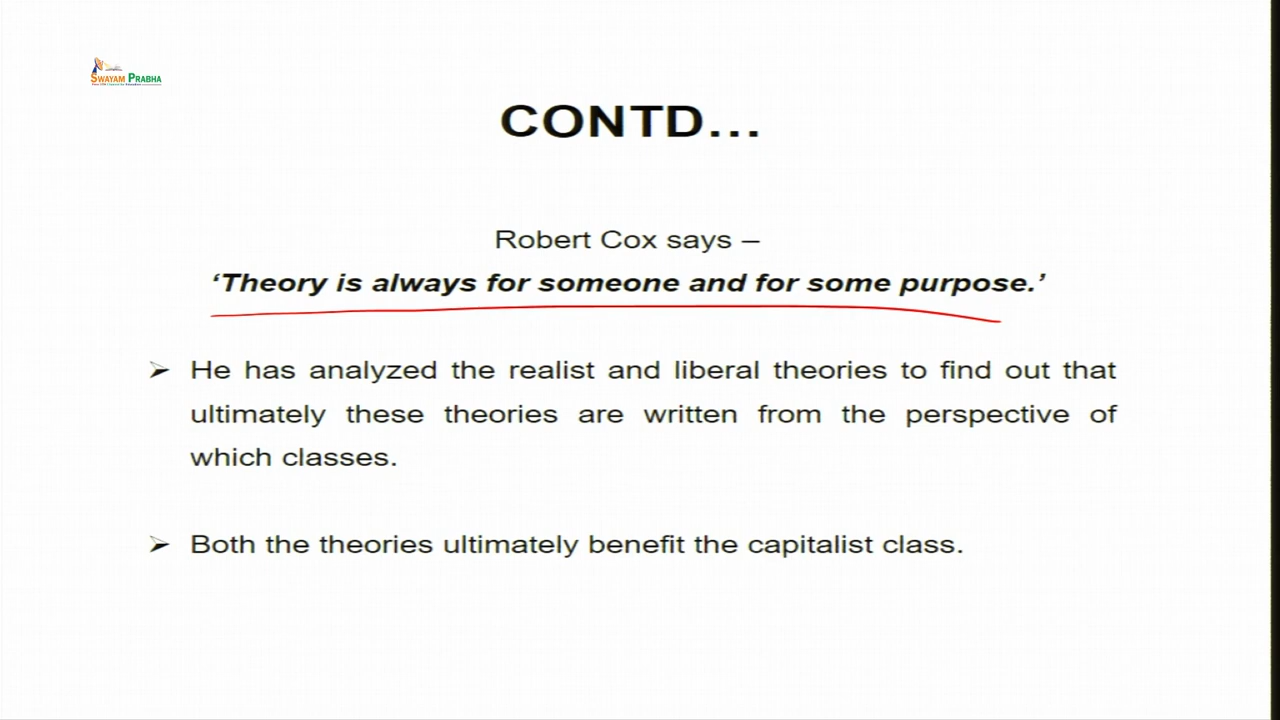 SWAYAM PRABHA
CONTD...
Robert Cox says –
‘Theory is always for someone and for some purpose.’
➢ He has analyzed the realist and liberal theories to find out that
ultimately these theories are written from the perspective of
which classes.
➢ Both the theories ultimately benefit the capitalist class.